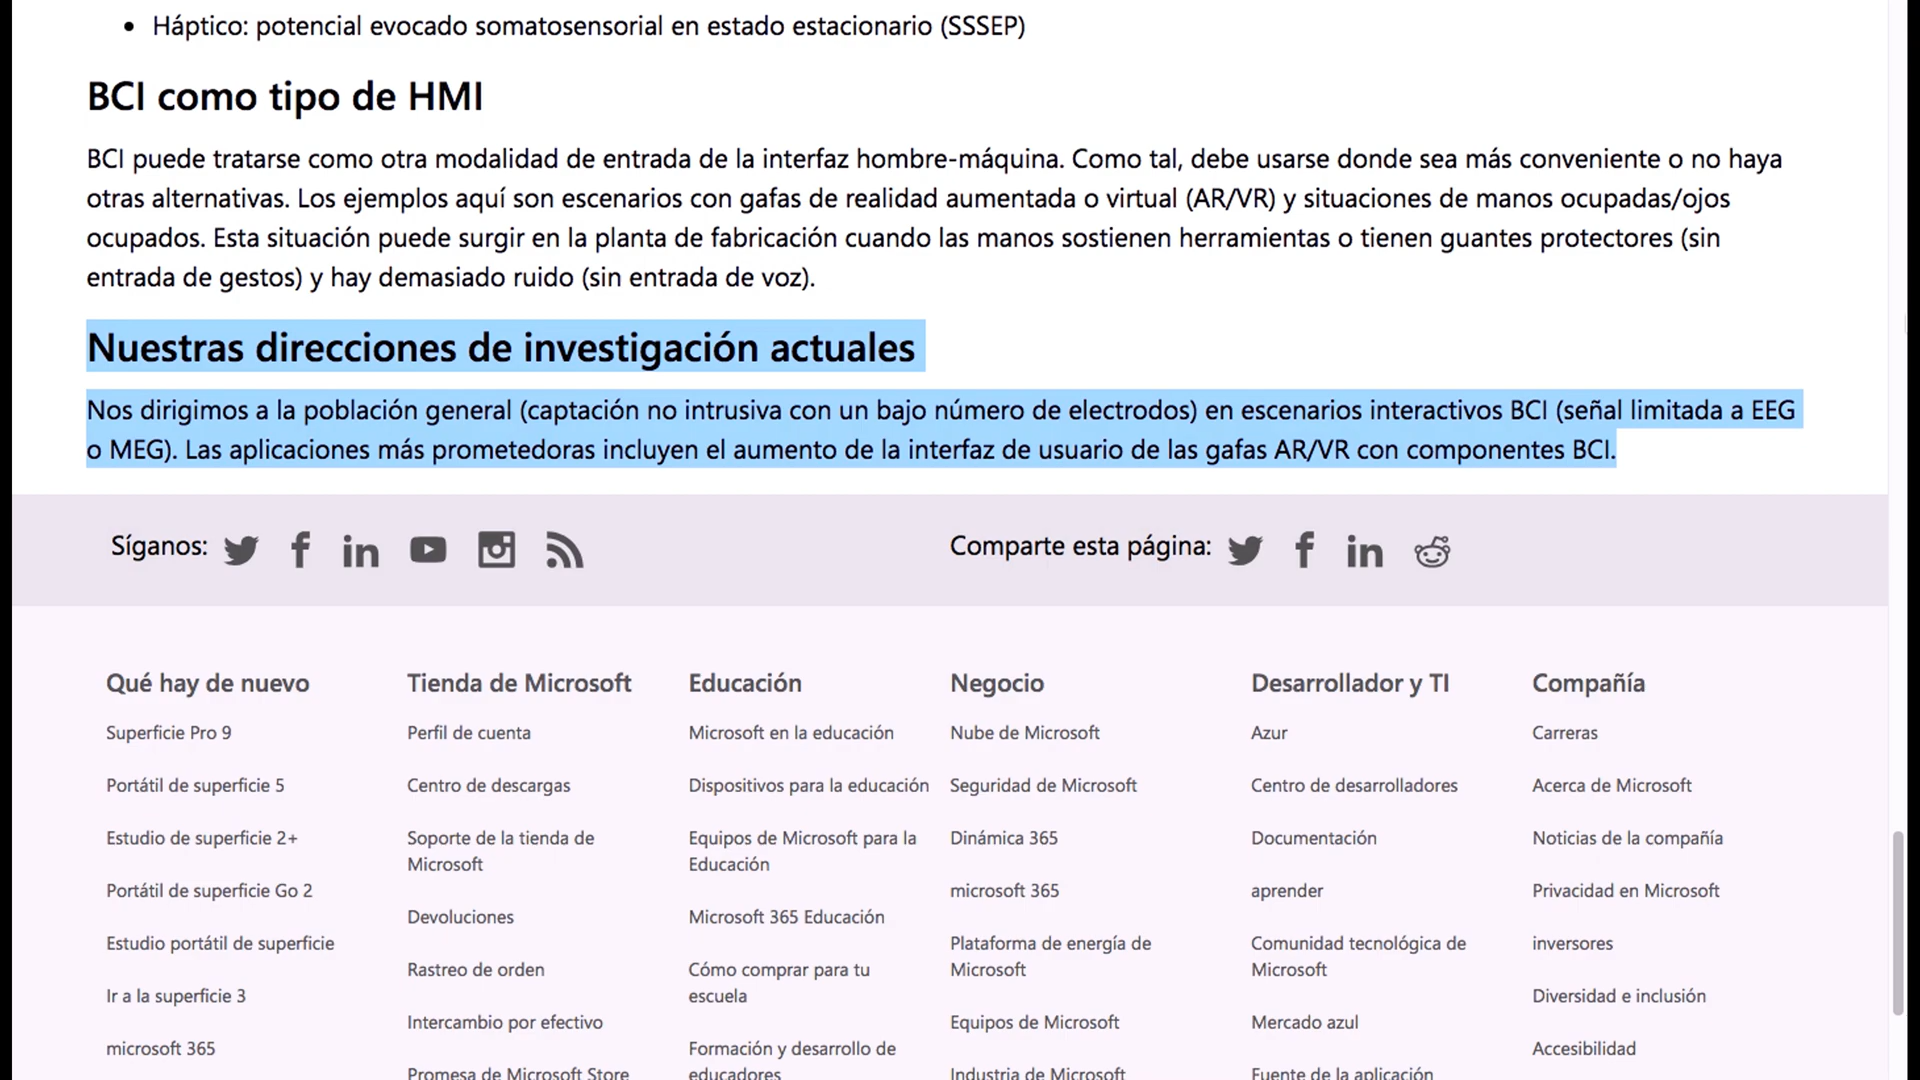 • Háptico: potencial evocado somatosensorial en estado estacionario (SSSEP)
BCI como tipo de HMI
BCI puede tratarse como otra modalidad de entrada de la interfaz hombre-máquina. Como tal, debe usarse donde sea más conveniente o no haya
otras alternativas. Los ejemplos aquí son escenarios con gafas de realidad aumentada o virtual (AR/VR) y situaciones de manos ocupadas/ojos
ocupados. Esta situación puede surgir en la planta de fabricación cuando las manos sostienen herramientas o tienen guantes protectores (sin
entrada de gestos) y hay demasiado ruido (sin entrada de voz).
Nuestras direcciones de investigación actuales
Nos dirigimos a la población general (captación no intrusiva con un bajo número de electrodos) en escenarios interactivos BCI (señal limitada a EEG
o MEG). Las aplicaciones más prometedoras incluyen el aumento de la interfaz de usuario de las gafas AR/VR con componentes BCI.
Síganos:
Comparte esta página:
Qué hay de nuevo
Superficie Pro 9
Portátil de superficie 5
Estudio de superficie 2+
Portátil de superficie Go 2
Estudio portátil de superficie
Ir a la superficie 3
microsoft 365
Tienda de Microsoft
Perfil de cuenta
Centro de descargas
Soporte de la tienda de
Microsoft
Devoluciones
Rastreo de orden
Intercambio por efectivo
Promesa de Microsoft Store
Educación
Microsoft en la educación
Dispositivos para la educación
Equipos de Microsoft para la
Educación
Microsoft 365 Educación
Cómo comprar para tu
escuela
Formación y desarrollo de
educadores
Negocio
Nube de Microsoft
Seguridad de Microsoft
Dinámica 365
microsoft 365
Plataforma de energía de
Microsoft
Equipos de Microsoft
Industria de Microsoft
Desarrollador y TI
Azur
Centro de desarrolladores
Documentación
aprender
Comunidad tecnológica de
Microsoft
Mercado azul
Fuente de la aplicación
Compañía
Carreras
Acerca de Microsoft
Noticias de la compañía
Privacidad en Microsoft
inversores
Diversidad e inclusión
Accesibilidad